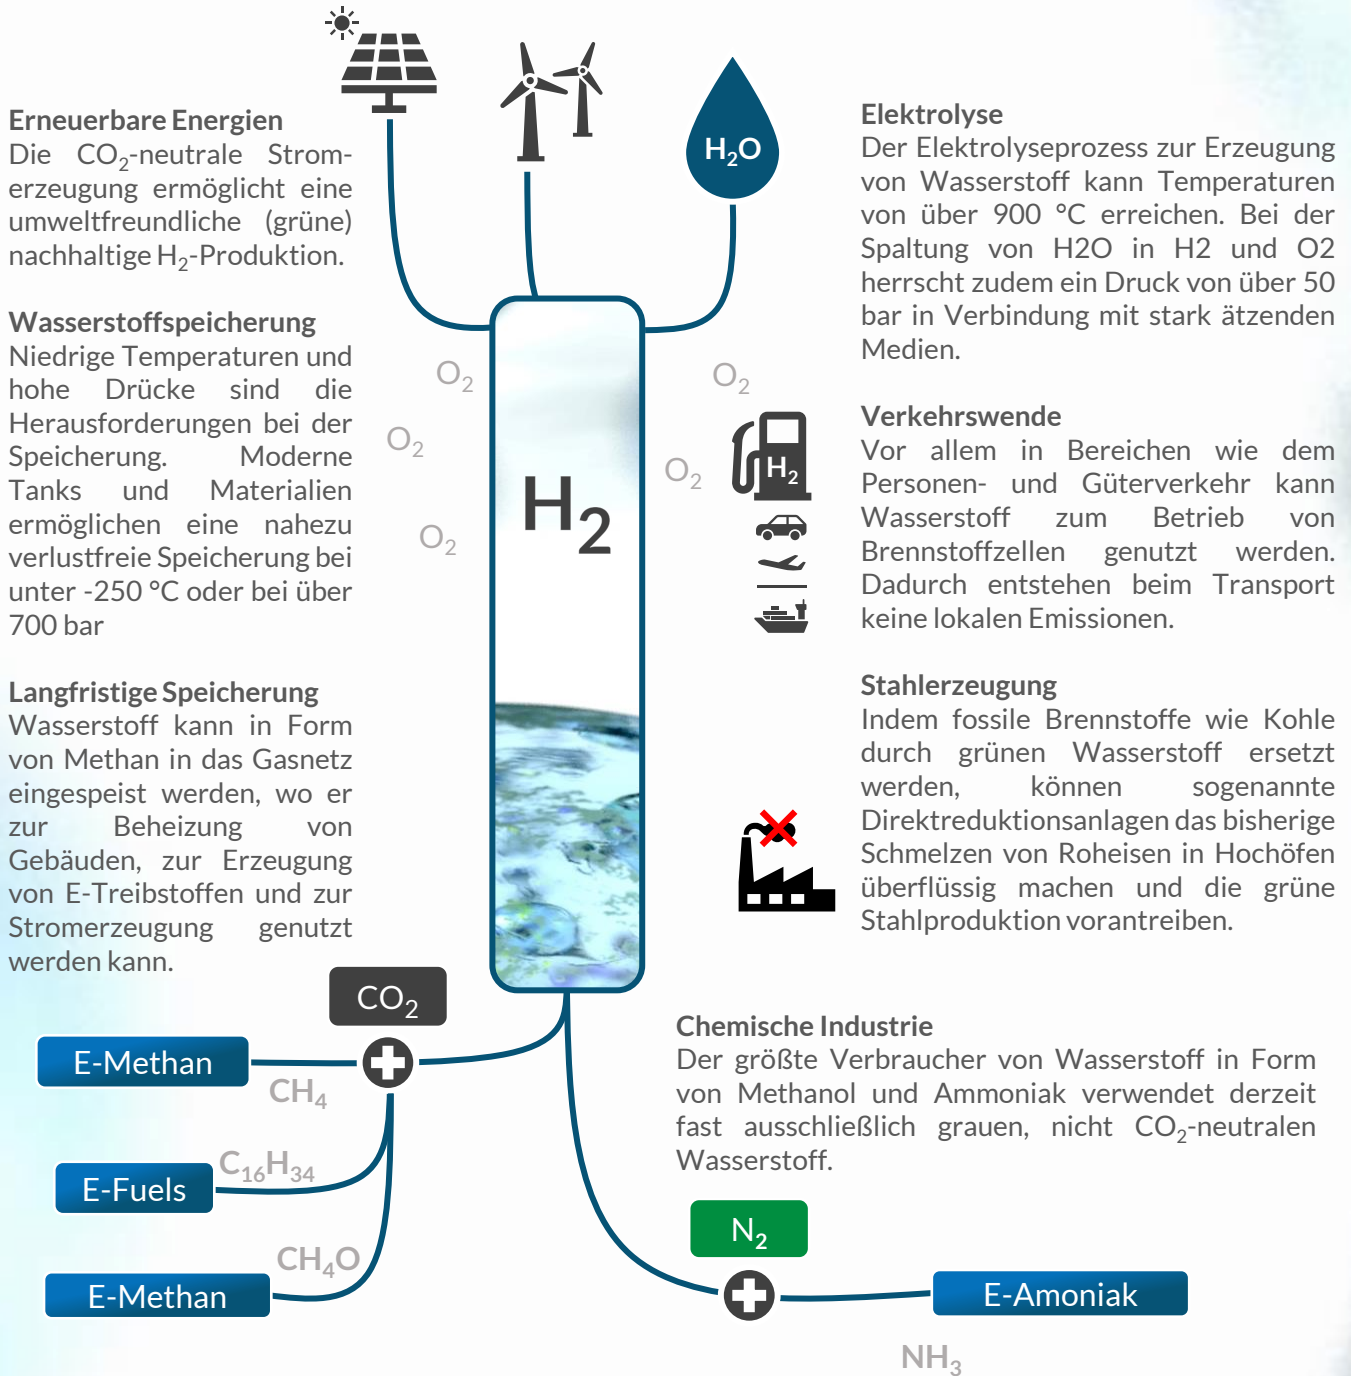 H₂O
Erneuerbare Energien
Die CO₂-neutrale Strom-
erzeugung ermöglicht eine
umweltfreundliche (grüne)
nachhaltige H₂-Produktion.
Wasserstoffspeicherung
Niedrige Temperaturen und
hohe Drücke sind die
Herausforderungen bei der
Speicherung. Moderne
Tanks und Materialien
ermöglichen eine nahezu
verlustfreie Speicherung bei
unter -250 °C oder bei über
700 bar
Langfristige Speicherung
Wasserstoff kann in Form
von Methan in das Gasnetz
eingespeist werden, wo er
zur Beheizung von
Gebäuden, zur Erzeugung
von E-Treibstoffen und zur
Stromerzeugung genutzt
werden kann.
O₂
O₂
O₂
H₂
O₂
O₂
H₂
Elektrolyse
Der Elektrolyseprozess zur Erzeugung
von Wasserstoff kann Temperaturen
von über 900 °C erreichen. Bei der
Spaltung von H2O in H2 und O2
herrscht zudem ein Druck von über 50
bar in Verbindung mit stark ätzenden
Medien.
Verkehrswende
Vor allem in Bereichen wie dem
Personen- und Güterverkehr kann
Wasserstoff zum Betrieb von
Brennstoffzellen genutzt werden.
Dadurch entstehen beim Transport
keine lokalen Emissionen.
Stahlerzeugung
Indem fossile Brennstoffe wie Kohle
durch grünen Wasserstoff ersetzt
werden, können sogenannte
Direktreduktionsanlagen das bisherige
Schmelzen von Roheisen in Hochöfen
überflüssig machen und die grüne
Stahlproduktion vorantreiben.
CO₂
E-Methan
CH₄
C₁₆H₃₄
E-Fuels
CH₄O
E-Methan
Chemische Industrie
Der größte Verbraucher von Wasserstoff in Form
von Methanol und Ammoniak verwendet derzeit
fast ausschließlich grauen, nicht CO₂-neutralen
Wasserstoff.
N₂
E-Amoniak
NH₃